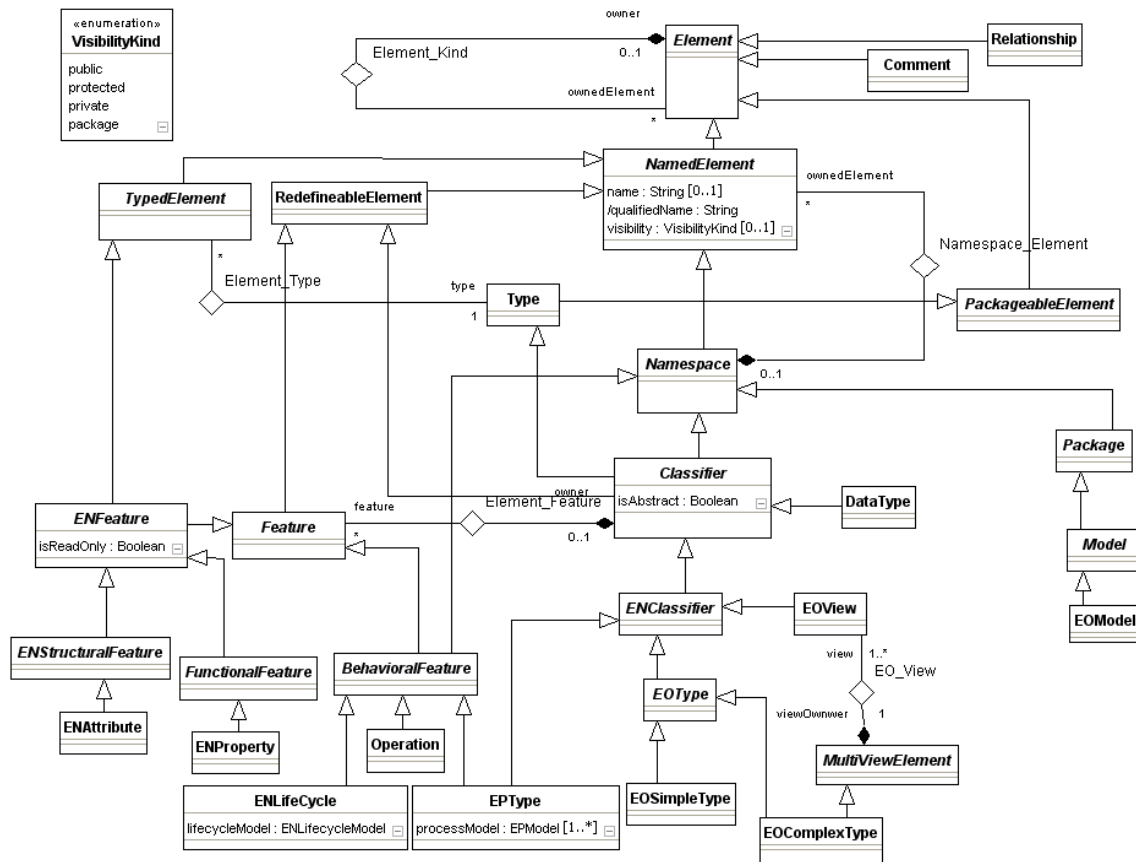 «enumeration»
VisibilityKind
public
protected
private
package
owner
Element_Kind
0..1
ownedElement
*
Element
Relationship
Comment
NamedElement
name : String [0..1]
/qualifiedName : String
visibility : VisibilityKind [0..1]
ownedElement
*
Namespace_Element
TypedElement
RedefineableElement
*
Element_Type
type
1
Type
PackageableElement
Namespace
0..1
Package
Classifier
isAbstract : Boolean
owner
Element_Feature
feature
*
0..1
DataType
ENFeature
isReadOnly : Boolean
Feature
Model
ENClassifier
EOView
EOModel
ENStructuralFeature
FunctionalFeature
BehavioralFeature
view
1..*
EO_View
EOType
viewOwnwer
1
ENAttribute
ENProperty
Operation
MultiViewElement
ENLifeCycle
lifecycleModel : ENLifecycleModel
EPType
processModel : EPModel [1..*]
EOSimpleType
EOComplexType